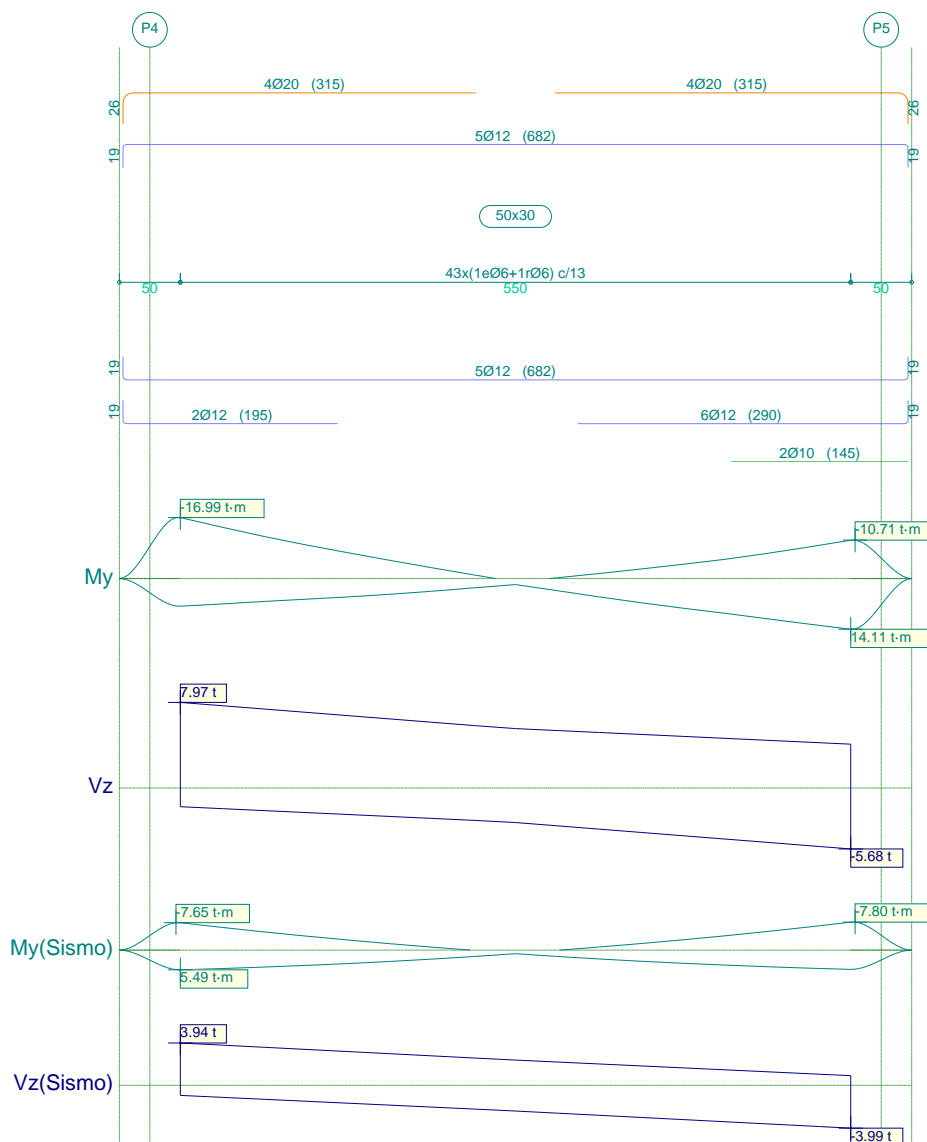 P4 P5
4Ø20 (315) 4Ø20 (315)
26 26
5Ø12 (682)
19 19
50x30
43x(1eØ6+1rØ6) c/13
50 550 50
19 5Ø12 (682) 19
19 2Ø12 (195) 6Ø12 (290) 19
2Ø10 (145)
-16.99 t·m
-10.71 t·m
My
14.11 t·m
7.97 t
Vz
-5.68 t
-7.65 t·m -7.80 t·m
My(Sismo)
5.49 t·m
3.94 t
Vz(Sismo)
-3.99 t